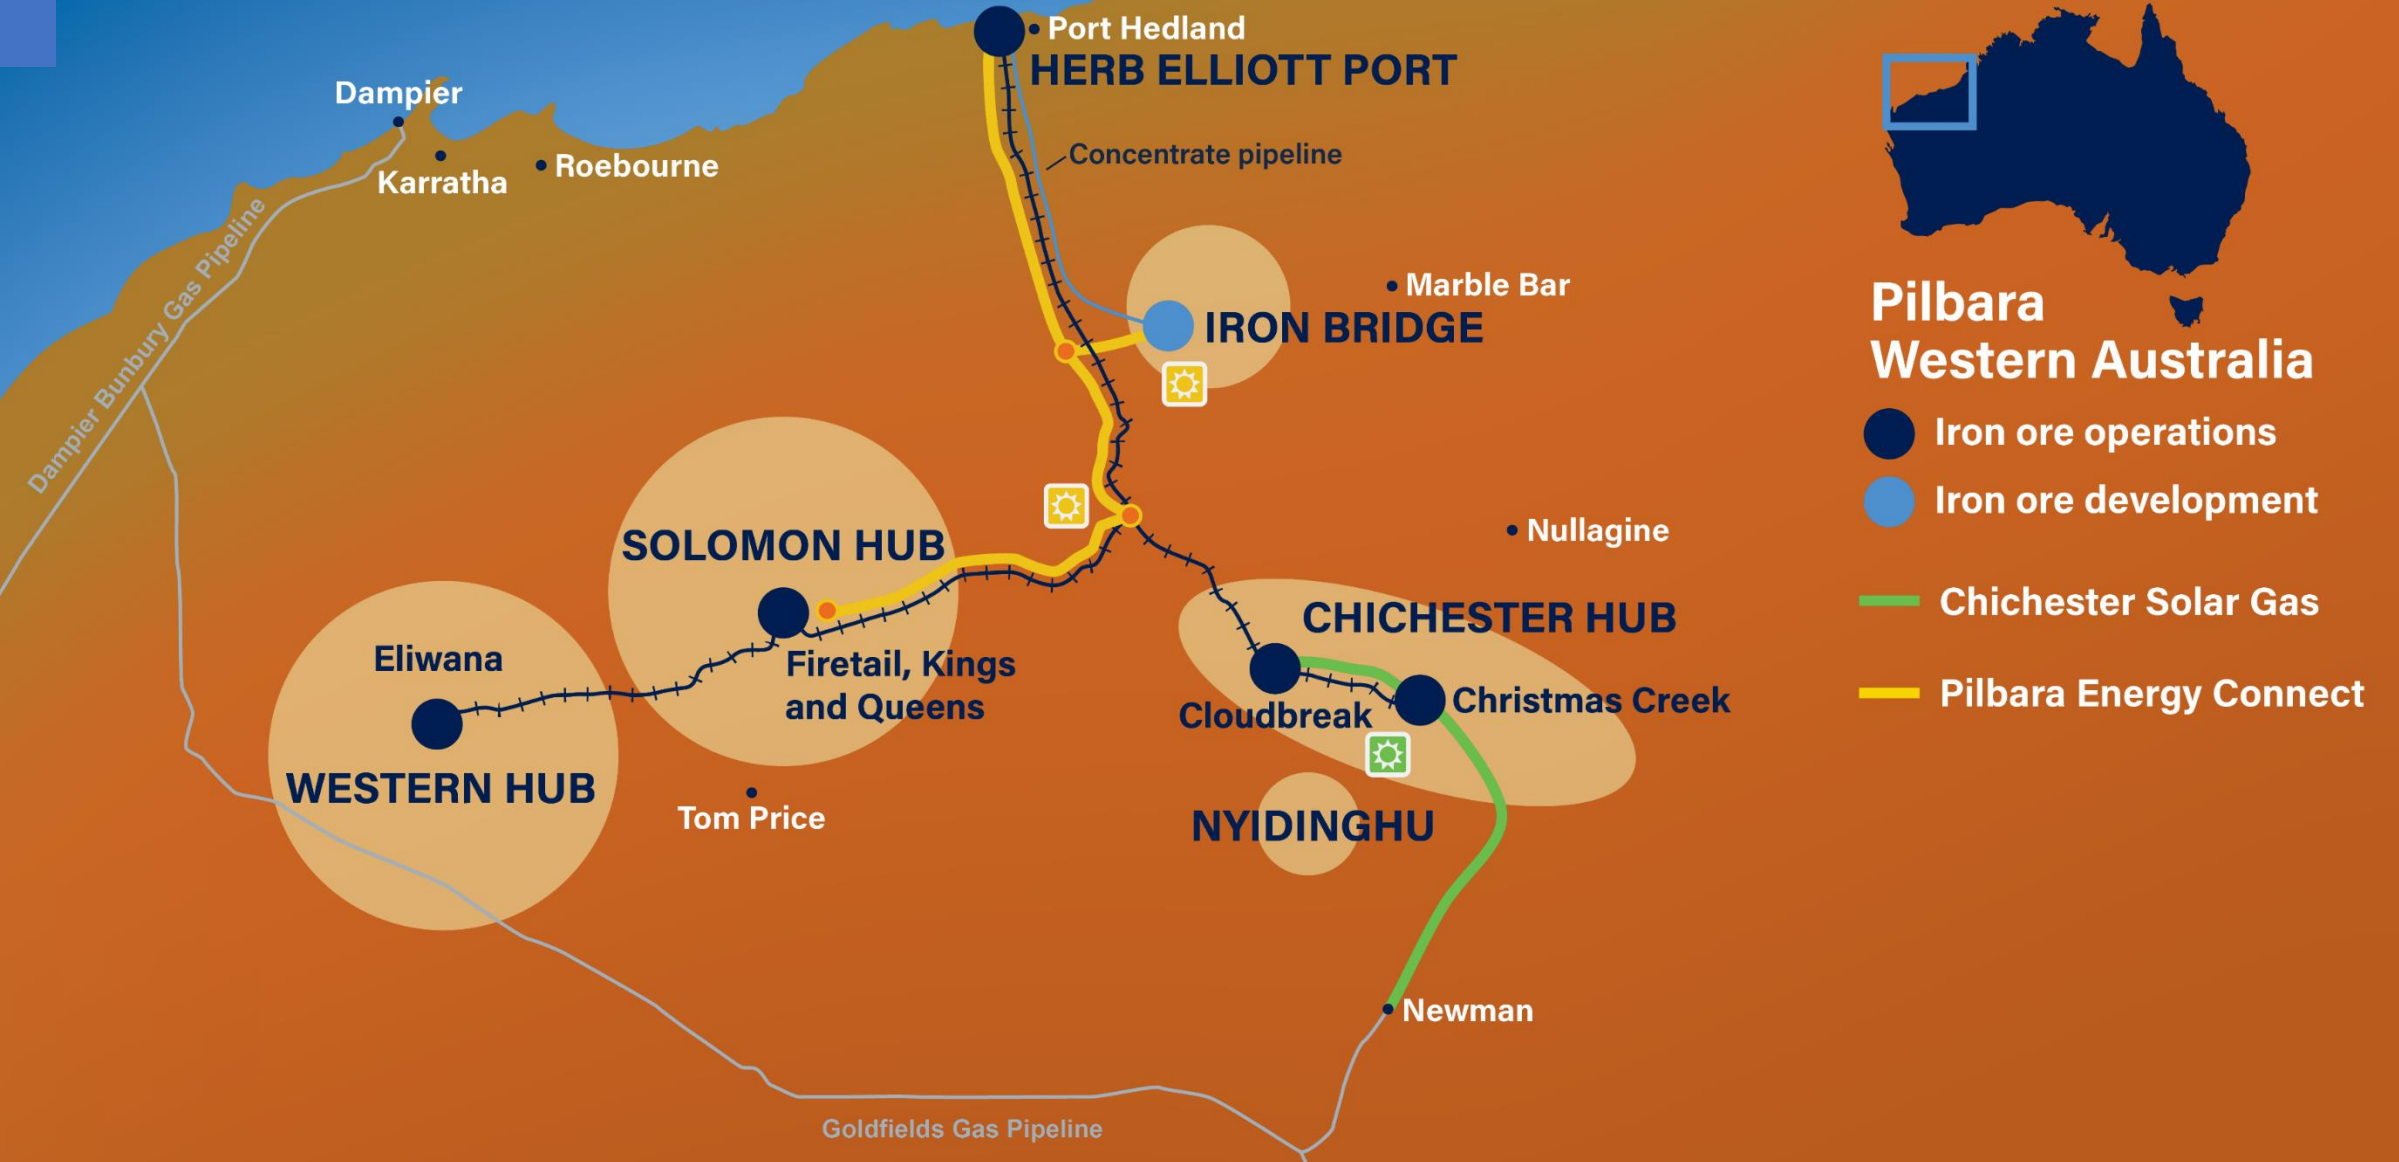 Port Hedland
HERB ELLIOTT PORT
Dampier
Karratha
Roebourne
Concentrate pipeline
Dampier Bunbury Gas Pipeline
Marble Bar
IRON BRIDGE
SOLOMON HUB
Nullagine
CHICHESTER HUB
Eliwana
Firetail, Kings
and Queens
Cloudbreak
Christmas Creek
WESTERN HUB
Tom Price
NYIDINGHU
Newman
Goldfields Gas Pipeline
Pilbara
Western Australia
Iron ore operations
Iron ore development
Chichester Solar Gas
Pilbara Energy Connect